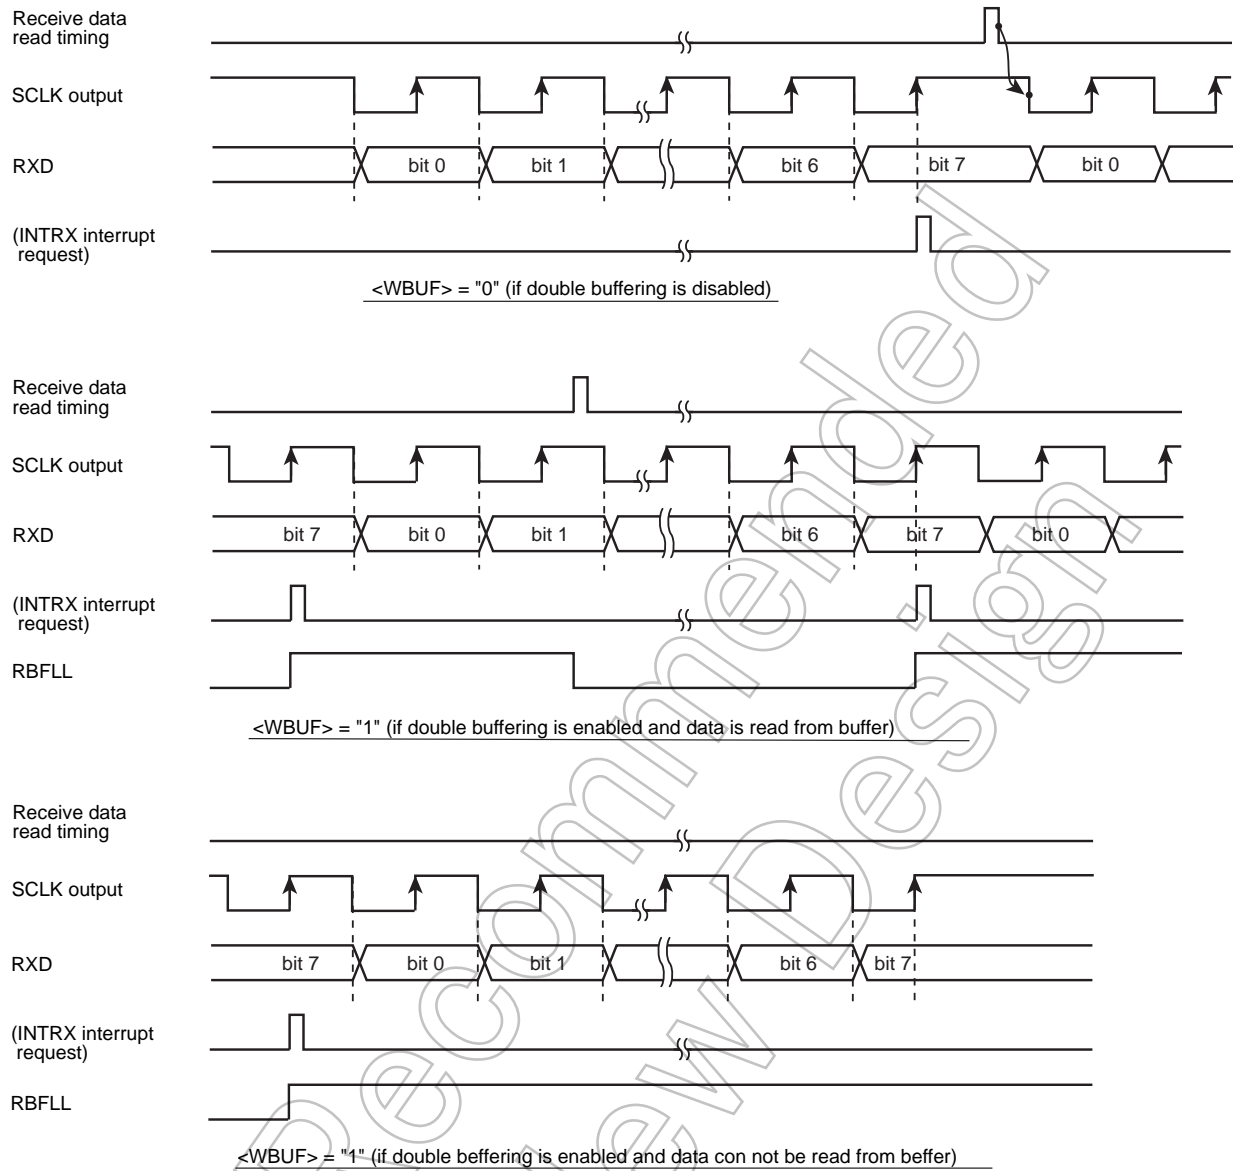 Receive data
read timing
SCLK output
RXD
bit 0
bit 1
bit 6
bit 7
bit 0
(INTRX interrupt
request)
<WBUF> = "0" (if double buffering is disabled)
Receive data
read timing
SCLK output
RXD
bit 7
bit 0
bit 1
bit 6
bit 7
bit 0
(INTRX interrupt
request)
RBFLL
<WBUF> = "1" (if double buffering is enabled and data is read from buffer)
Receive data
read timing
SCLK output
RXD
bit 7
bit 0
bit 1
bit 6
bit 7
(INTRX interrupt
request)
RBFLL
<WBUF> = "1" (if double beffering is enabled and data con not be read from beffer)
Recommended
New Design